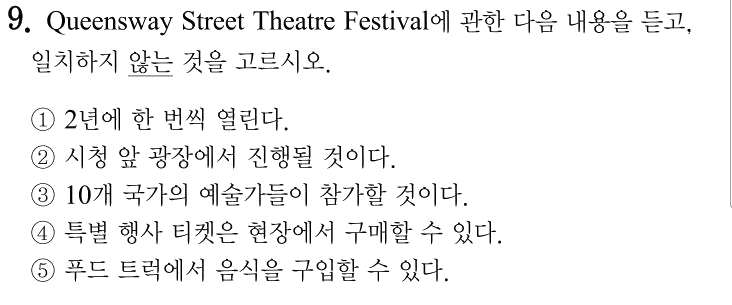 9. Queensway Street Theatre Festival에 관한 다음 내용을 듣고,
일치하지 않는 것을 고르시오.
① 2년에 한 번씩 열린다.
② 시청 앞 광장에서 진행될 것이다.
③ 10개 국가의 예술가들이 참가할 것이다.
④ 특별 행사 티켓은 현장에서 구매할 수 있다.
⑤ 푸드 트럭에서 음식을 구입할 수 있다.